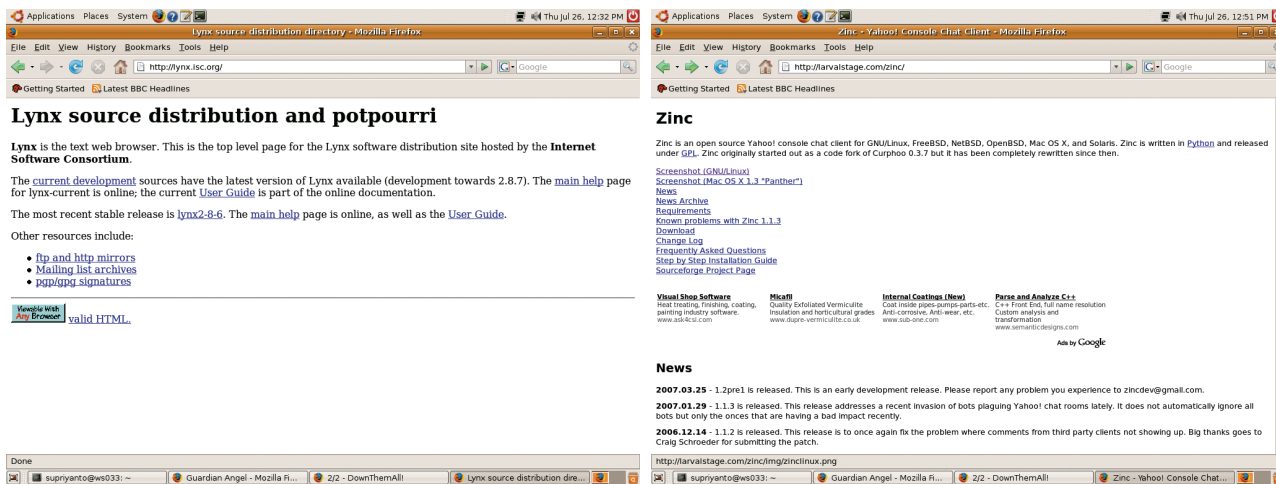 Applications Places System
Thu Jul 26, 12:32 PM
Lynx source distribution directory - Mozilla Firefox
File Edit View History Bookmarks Tools Help
http://lynx.isc.org/
Google
Getting Started Latest BBC Headlines
Lynx source distribution and potpourri
Lynx is the text web browser. This is the top level page for the Lynx software distribution site hosted by the Internet
Software Consortium.
The current development sources have the latest version of Lynx available (development towards 2.8.7). The main help page
for lynx-current is online; the current User Guide is part of the online documentation.
The most recent stable release is lynx2-8-6. The main help page is online, as well as the User Guide.
Other resources include:
ftp and http mirrors
Mailing list archives
pgp/gpg signatures
Viewable With
Any Browser
valid HTML.
Done
supriyanto@ws033: ~
Guardian Angel - Mozilla Fi...
2/2 - DownThemAll!
Lynx source distribution dire...
Applications Places System
Thu Jul 26, 12:51 PM
Zinc - Yahoo! Console Chat Client - Mozilla Firefox
File Edit View History Bookmarks Tools Help
http://larvalstage.com/zinc/
Google
Getting Started Latest BBC Headlines
Zinc
Zinc is an open source Yahoo! console chat client for GNU/Linux, FreeBSD, NetBSD, OpenBSD, Mac OS X, and Solaris. Zinc is written in Python and released
under GPL. Zinc originally started out as a code fork of Curphoo 0.3.7 but it has been completely rewritten since then.
Screenshot (GNU/Linux)
Screenshot (Mac OS X 1.3 "Panther")
News
News Archive
Requirements
Known problems with Zinc 1.1.3
Download
Change Log
Frequently Asked Questions
Step by Step Installation Guide
Sourceforge Project Page
Visual Shop Software
Heat treating, finishing, coating,
painting industry software.
www.ask4csi.com
Micafil
Quality Exfoliated Vermiculite
Insulation and horticultural grades
www.dupre-vermiculite.co.uk
Internal Coatings (New)
Coat inside pipes-pumps-parts-etc.
Anti-corrosive, Anti-wear, etc.
www.sub-one.com
Parse and Analyze C++
C++ Front End, full name resolution
Custom analysis and
transformation
www.semanticdesigns.com
Ads by Google
News
2007.03.25 - 1.2pre1 is released. This is an early development release. Please report any problem you experience to zincdev@gmail.com.
2007.01.29 - 1.1.3 is released. This release addresses a recent invasion of bots plaguing Yahoo! chat rooms lately. It does not automatically ignore all
bots but only the onces that are having a bad impact recently.
2006.12.14 - 1.1.2 is released. This release is to once again fix the problem where comments from third party clients not showing up. Big thanks goes to
Craig Schroeder for submitting the patch.
http://larvalstage.com/zinc/img/zinclinux.png
supriyanto@ws033: ~
Guardian Angel - Mozilla Fi...
2/2 - DownThemAll!
Zinc - Yahoo! Console Chat...